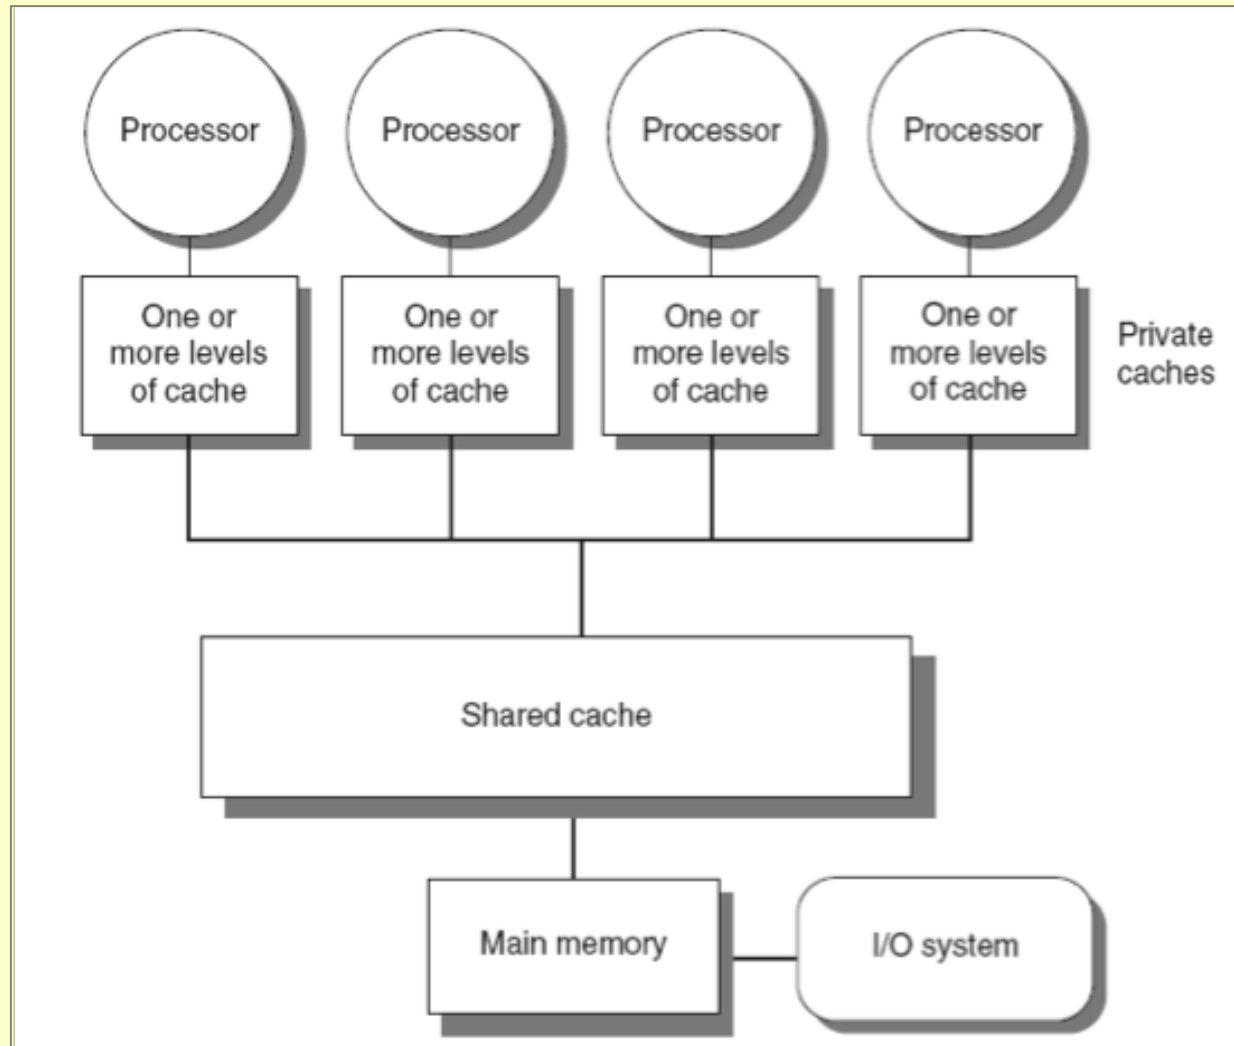 Processor
Processor
Processor
Processor
One or
more levels
of cache
One or
more levels
of cache
One or
more levels
of cache
One or
more levels
of cache
Private
caches
Shared cache
Main memory
I/O system